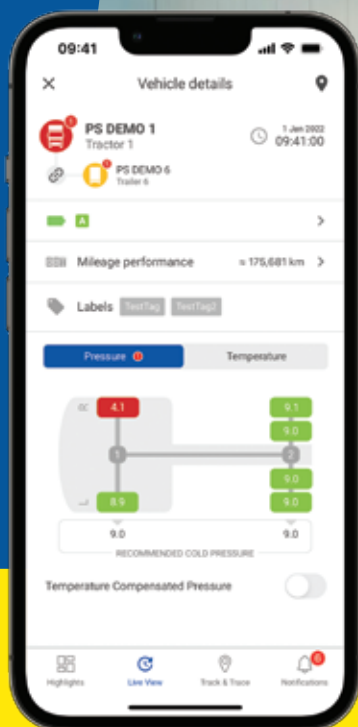 09:41
Vehicle details
PS DEMO 1
Tractor 1
1 Jan 2022
09:41:00
PS DEMO 6
Trailer 6
A
Mileage performance
≈ 175,681 km
Labels
TestTag
TestTag2
Pressure
Temperature
4.1
9.1
9.0
1
2
9.0
8.9
9.0
9.0
9.0
RECOMMENDED COLD PRESSURE
Temperature Compensated Pressure
6
Highlights
Live View
Track & Trace
Notifications